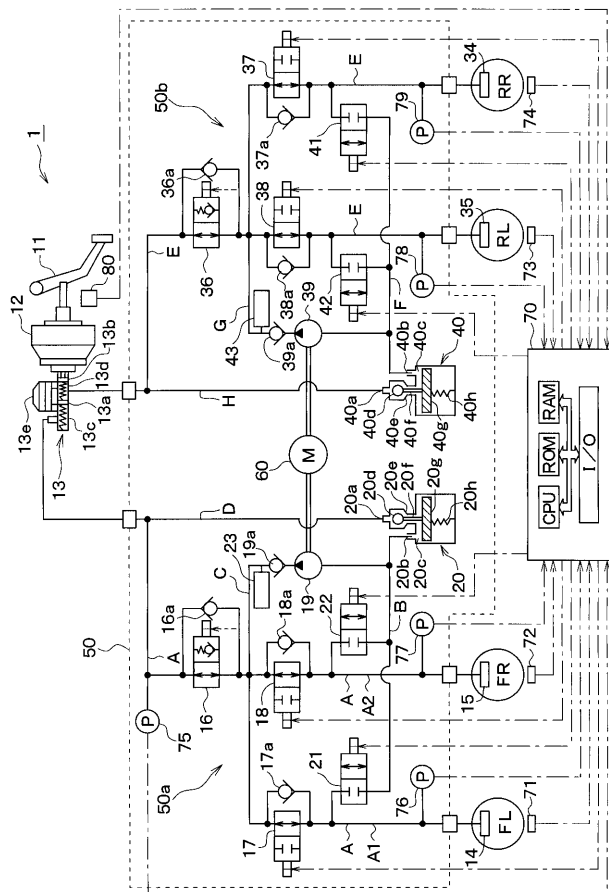 1
11
12
80
13e
13d
13b
13a
13c
13
50
50b
E
36a
36
37
37a
E
34
RR
74
79
41
38
38a
E
35
RL
73
78
42
F
G
43
39a
39
H
40a
40b
40c
40d
40e
40f
40g
40h
40
60
M
D
20a
20d
20e
20f
20g
20b
20c
20h
20
C
23
19a
19
16a
A
16
18a
18
22
B
77
P
A
A2
15
FR
72
75
P
50a
17a
17
21
76
P
A
A1
14
FL
71
P
P
70
CPU
ROM
RAM
I/O